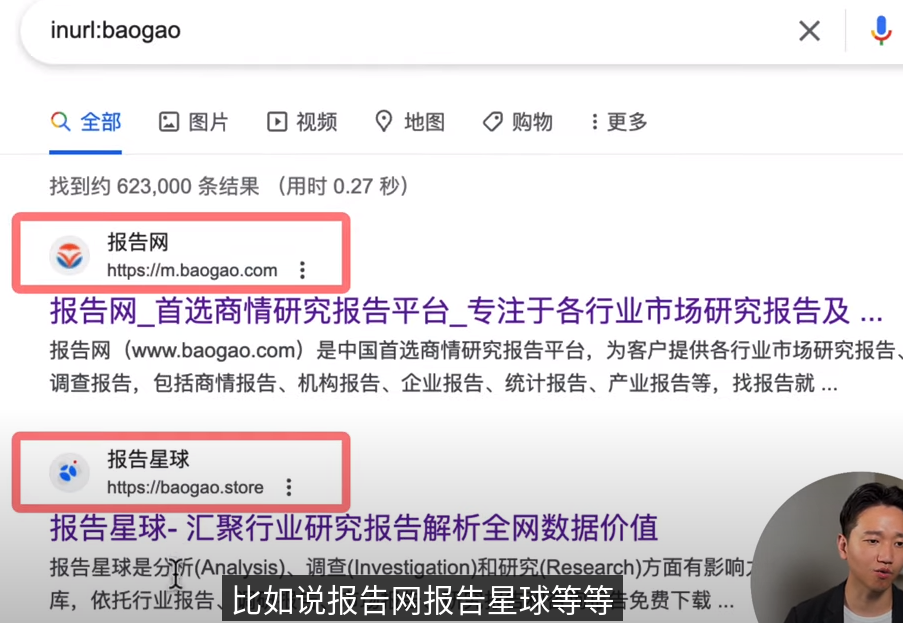 inurl:baogao
全部 图片 视频 地图 购物 更多
找到约 623,000 条结果 （用时 0.27 秒）
报告网
https://m.baogao.com
报告网_首选商情研究报告平台_专注于各行业市场研究报告及 ...
报告网（www.baogao.com）是中国首选商情研究报告平台，为客户提供各行业市场研究报告、
调查报告，包括商情报告、机构报告、企业报告、统计报告、产业报告等，找报告就 ...
报告星球
https://baogao.store
报告星球- 汇聚行业研究报告解析全网数据价值
报告星球是分析(Analysis)、调查(Investigation)和研究(Research)方面有影响
库，依托行业报告、 告免费下载 ...
比如说报告网报告星球等等